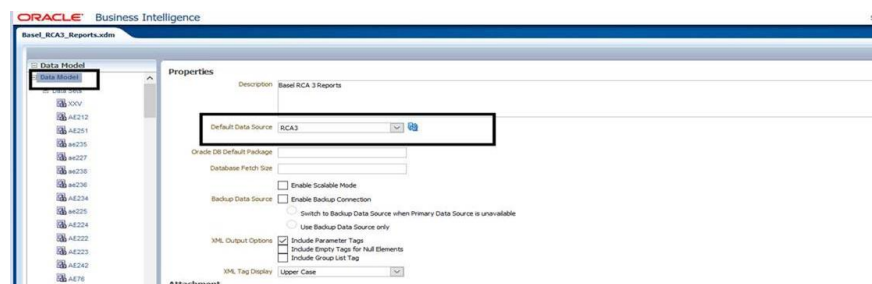 ORACLE Business Intelligence
Basel_RCA3_Reports.xdm
Data Model
Data Model
Data Sets
XXV
AE212
AE251
ae235
ae227
ae238
ae236
AE234
ae225
AE224
AE222
AE223
AE242
AE76
Properties
Description Basel RCA 3 Reports
Default Data Source RCA3
Oracle DB Default Package
Database Fetch Size
Enable Scalable Mode
Backup Data Source Enable Backup Connection
Switch to Backup Data Source when Primary Data Source is unavailable
Use Backup Data Source only
XML Output Options Include Parameter Tags
Include Empty Tags for Null Elements
Include Group List Tag
XML Tag Display Upper Case
Attachment